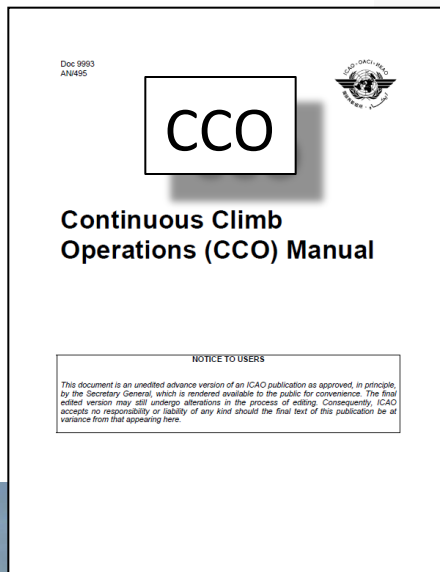 Doc 9993
AN/495
CCO
Continuous Climb
Operations (CCO) Manual
NOTICE TO USERS
This document is an unedited advance version of an ICAO publication as approved, in principle,
by the Secretary General, which is rendered available to the public for convenience. The final
edited version may still undergo alterations in the process of editing. Consequently, ICAO
accepts no responsibility or liability of any kind should the final text of this publication be at
variance from that appearing here.